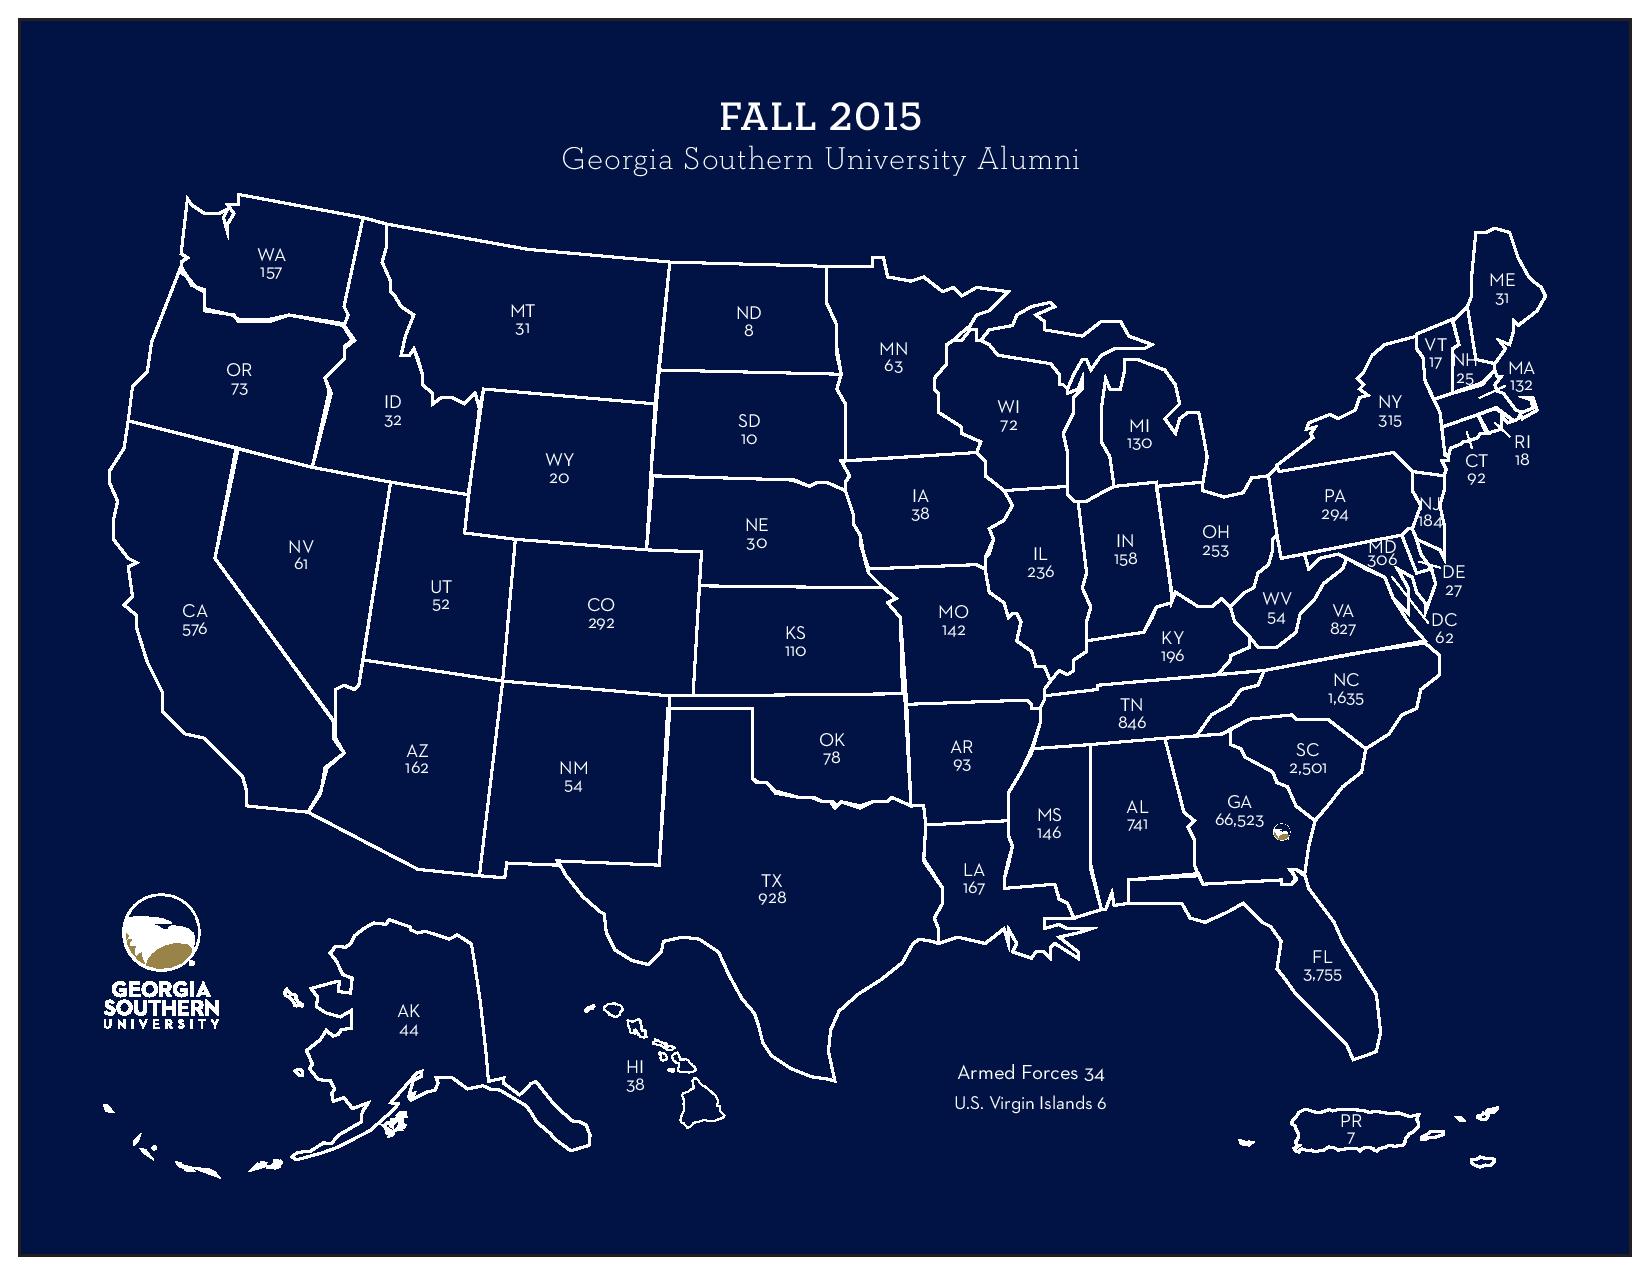 FALL 2015
Georgia Southern University Alumni
WA
157
MT
31
ND
8
MN
63
ME
31
VT
17
NH
25
MA
132
OR
73
ID
32
SD
10
WI
72
MI
130
NY
315
RI
18
CT
92
WY
20
IA
38
PA
294
NJ
184
NE
30
NV
61
IL
236
IN
158
OH
253
MD
306
DE
27
UT
52
CO
292
CA
576
KS
110
MO
142
WV
54
VA
827
DC
62
KY
196
NC
1,635
TN
846
AZ
162
NM
54
OK
78
AR
93
SC
2,501
MS
146
AL
741
GA
66,523
TX
928
LA
167
FL
3,755
GEORGIA
SOUTHERN
UNIVERSITY
AK
44
HI
38
Armed Forces 34
U.S. Virgin Islands 6
PR
7